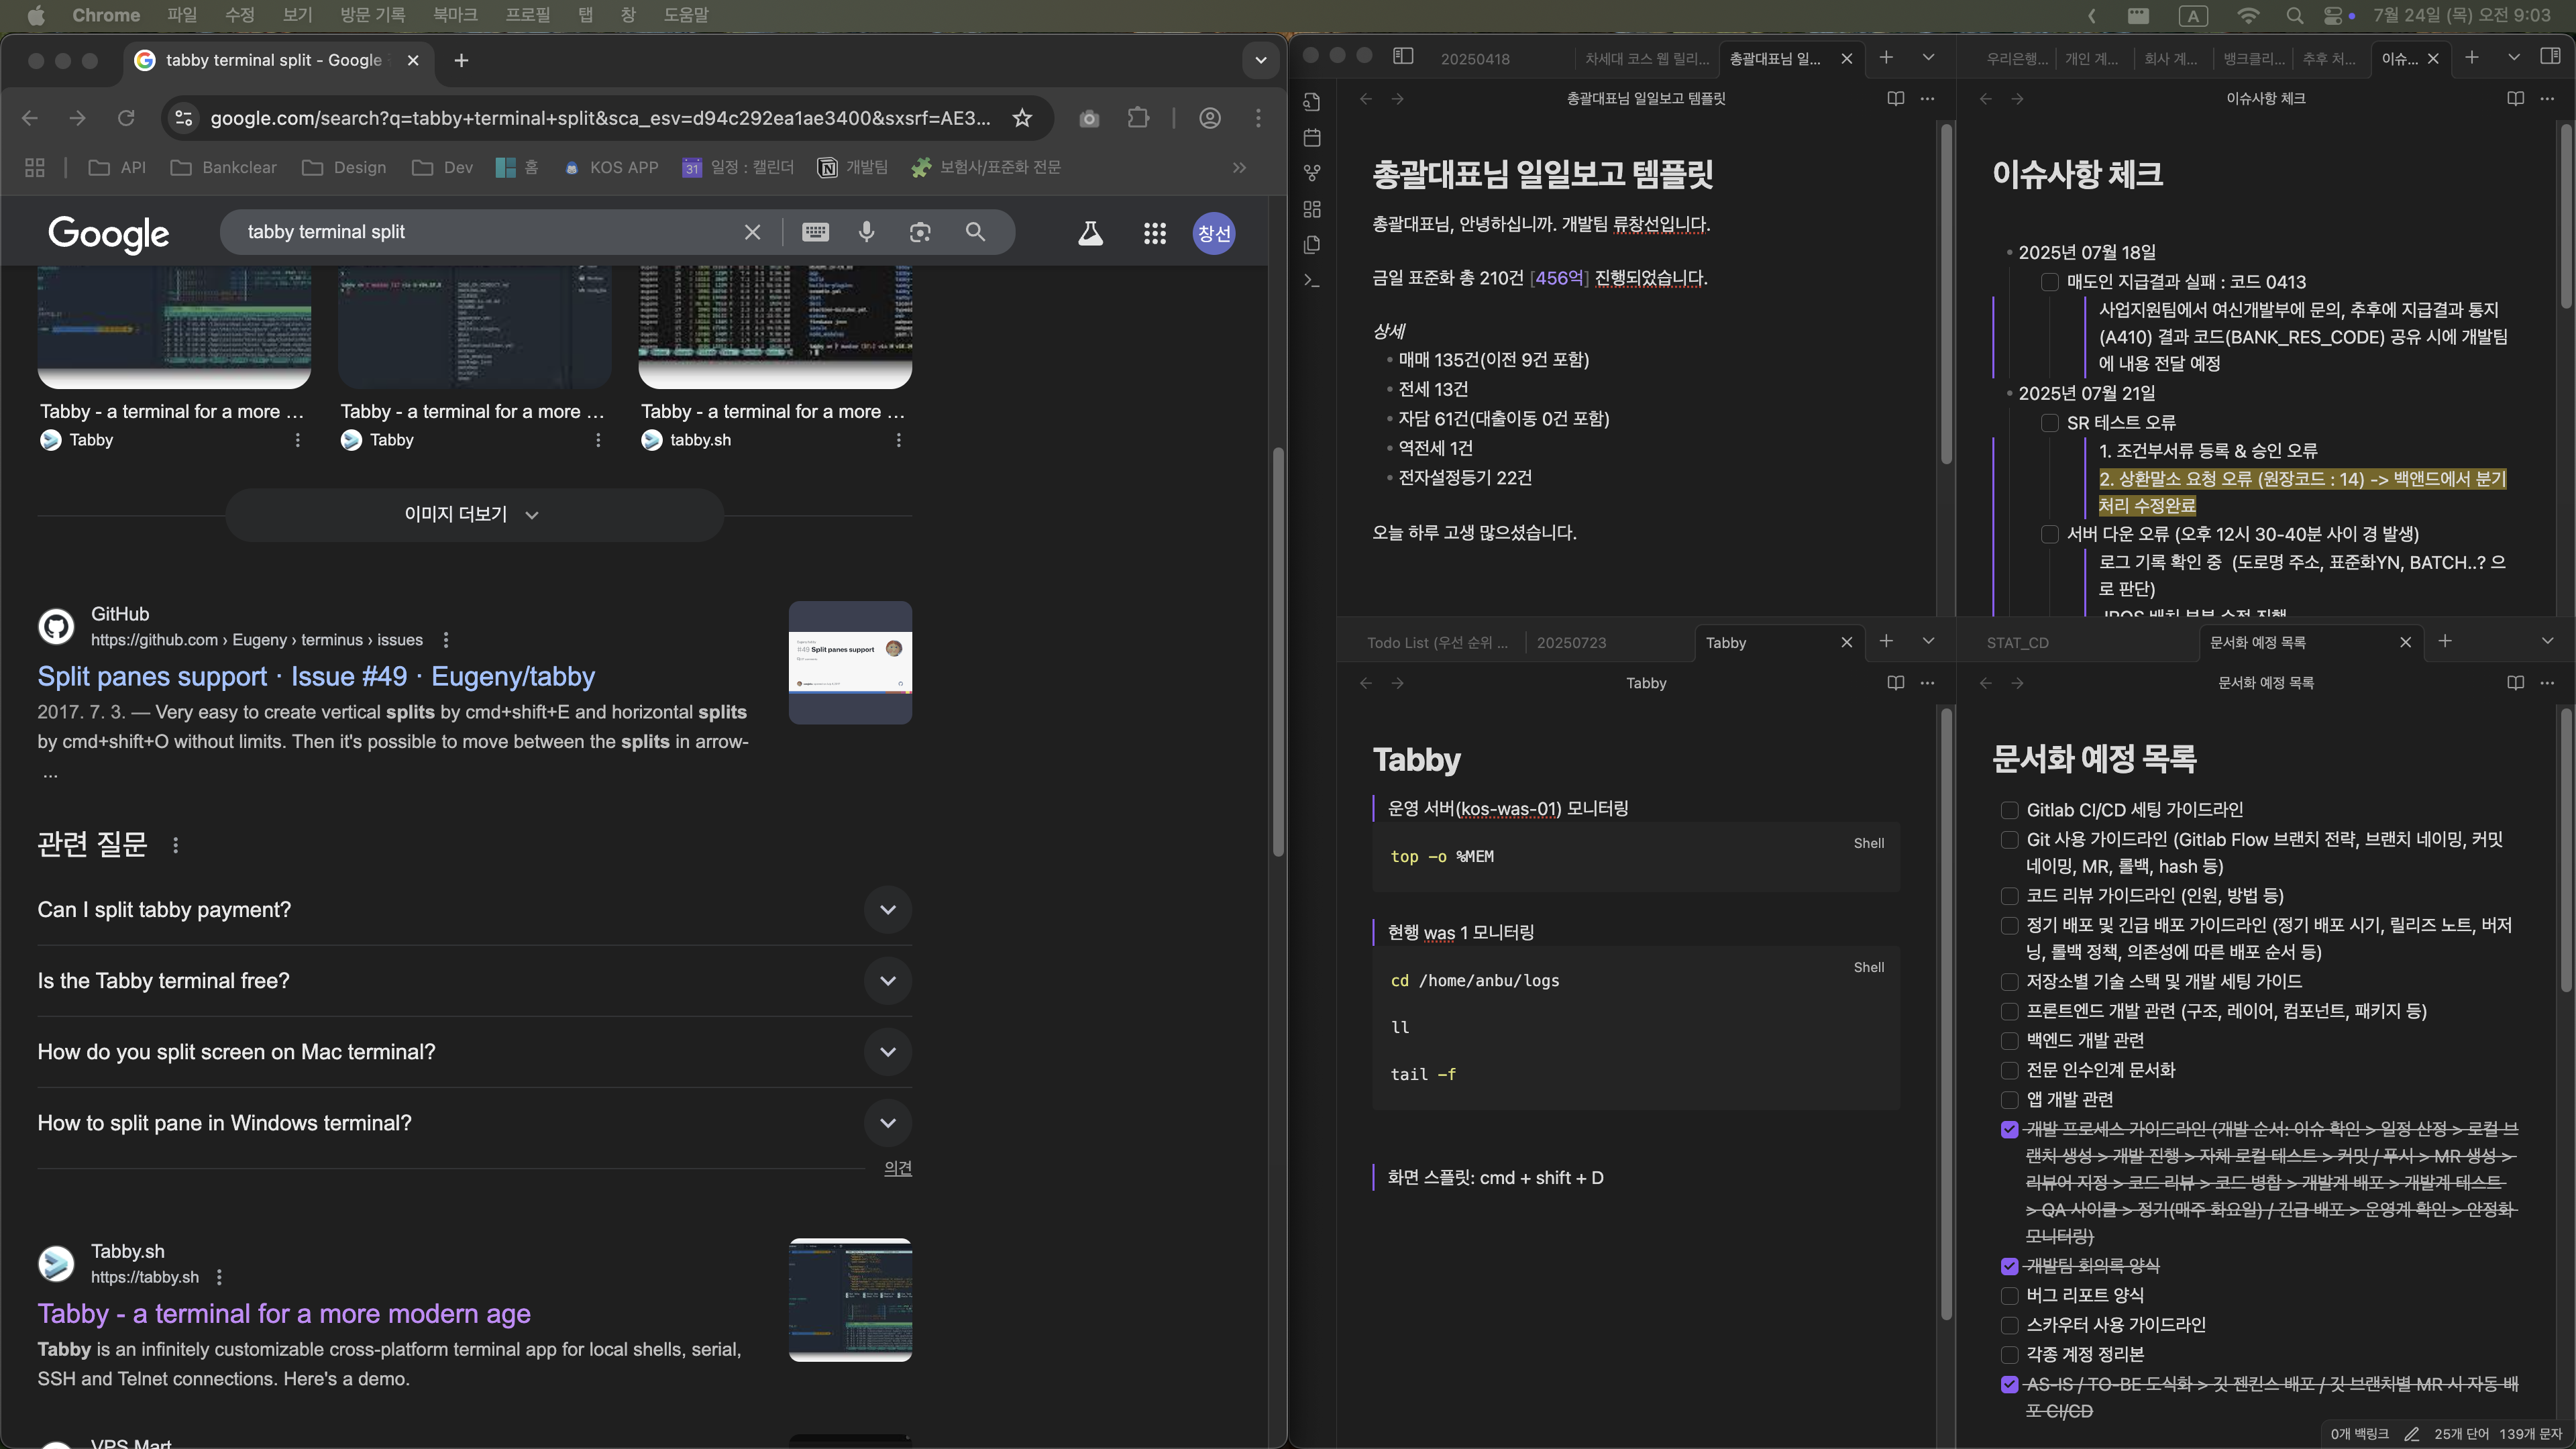 Chrome 파일 수정 보기 방문 기록 북마크 프로필 탭 창 도움말
A 7월 24일 (목) 오전 9:03
tabby terminal split - Google
google.com/search?q=tabby+terminal+split&sca_esv=d94c292ea1ae3400&sxsrf=AE3...
API Bankclear Design Dev 홈 KOS APP 31 일정 : 캘린더 개발팀 보험사/표준화 전문
Google tabby terminal split 창선
Tabby - a terminal for a more ...
Tabby
Tabby - a terminal for a more ...
Tabby
Tabby - a terminal for a more ...
tabby.sh
이미지 더보기
GitHub
https://github.com › Eugeny › terminus › issues
Split panes support · Issue #49 · Eugeny/tabby
2017. 7. 3. — Very easy to create vertical splits by cmd+shift+E and horizontal splits
by cmd+shift+O without limits. Then it's possible to move between the splits in arrow-
...
#49 Split panes support
관련 질문
Can I split tabby payment?
Is the Tabby terminal free?
How do you split screen on Mac terminal?
How to split pane in Windows terminal?
의견
Tabby.sh
https://tabby.sh
Tabby - a terminal for a more modern age
Tabby is an infinitely customizable cross-platform terminal app for local shells, serial,
SSH and Telnet connections. Here's a demo.
VPS Mart
20250418 차세대 코스 웹 릴리... 총괄대표님 일...
총괄대표님 일일보고 템플릿
총괄대표님 일일보고 템플릿
총괄대표님, 안녕하십니까. 개발팀 류창선입니다.
금일 표준화 총 210건 [456억] 진행되었습니다.
상세
매매 135건(이전 9건 포함)
전세 13건
자담 61건(대출이동 0건 포함)
역전세 1건
전자설정등기 22건
오늘 하루 고생 많으셨습니다.
우리은행... 개인 계... 회사 계... 뱅크클리... 추후 처... 이슈...
이슈사항 체크
이슈사항 체크
2025년 07월 18일
매도인 지급결과 실패 : 코드 0413
사업지원팀에서 여신개발부에 문의, 추후에 지급결과 통지
(A410) 결과 코드(BANK_RES_CODE) 공유 시에 개발팀
에 내용 전달 예정
2025년 07월 21일
SR 테스트 오류
1. 조건부서류 등록 & 승인 오류
2. 상환말소 요청 오류 (원장코드 : 14) -> 백앤드에서 분기
처리 수정완료
서버 다운 오류 (오후 12시 30-40분 사이 경 발생)
로그 기록 확인 중 (도로명 주소, 표준화YN, BATCH..? 으
로 판단)
IROS 배치 부분 수정 진행
Todo List (우선 순위 ... 20250723 Tabby
Tabby
Tabby
운영 서버(kos-was-01) 모니터링
Shell
top -o %MEM
현행 was 1 모니터링
Shell
cd /home/anbu/logs
ll
tail -f
화면 스플릿: cmd + shift + D
STAT_CD 문서화 예정 목록
문서화 예정 목록
문서화 예정 목록
Gitlab CI/CD 세팅 가이드라인
Git 사용 가이드라인 (Gitlab Flow 브랜치 전략, 브랜치 네이밍, 커밋
네이밍, MR, 롤백, hash 등)
코드 리뷰 가이드라인 (인원, 방법 등)
정기 배포 및 긴급 배포 가이드라인 (정기 배포 시기, 릴리즈 노트, 버저
닝, 롤백 정책, 의존성에 따른 배포 순서 등)
저장소별 기술 스택 및 개발 세팅 가이드
프론트엔드 개발 관련 (구조, 레이어, 컴포넌트, 패키지 등)
백엔드 개발 관련
전문 인수인계 문서화
앱 개발 관련
개발 프로세스 가이드라인 (개발 순서: 이슈 확인 > 일정 산정 > 로컬 브
랜치 생성 > 개발 진행 > 자체 로컬 테스트 > 커밋 / 푸시 > MR 생성 >
리뷰어 지정 > 코드 리뷰 > 코드 병합 > 개발계 배포 > 개발계 테스트
> QA 사이클 > 정기(매주 화요일) / 긴급 배포 > 운영계 확인 > 안정화
모니터링)
개발팀 회의록 양식
버그 리포트 양식
스카우터 사용 가이드라인
각종 계정 정리본
AS-IS / TO-BE 도식화 > 깃 젠킨스 배포 / 깃 브랜치별 MR 시 자동 배
포 CI/CD
0개 백링크 25개 단어 139개 문자